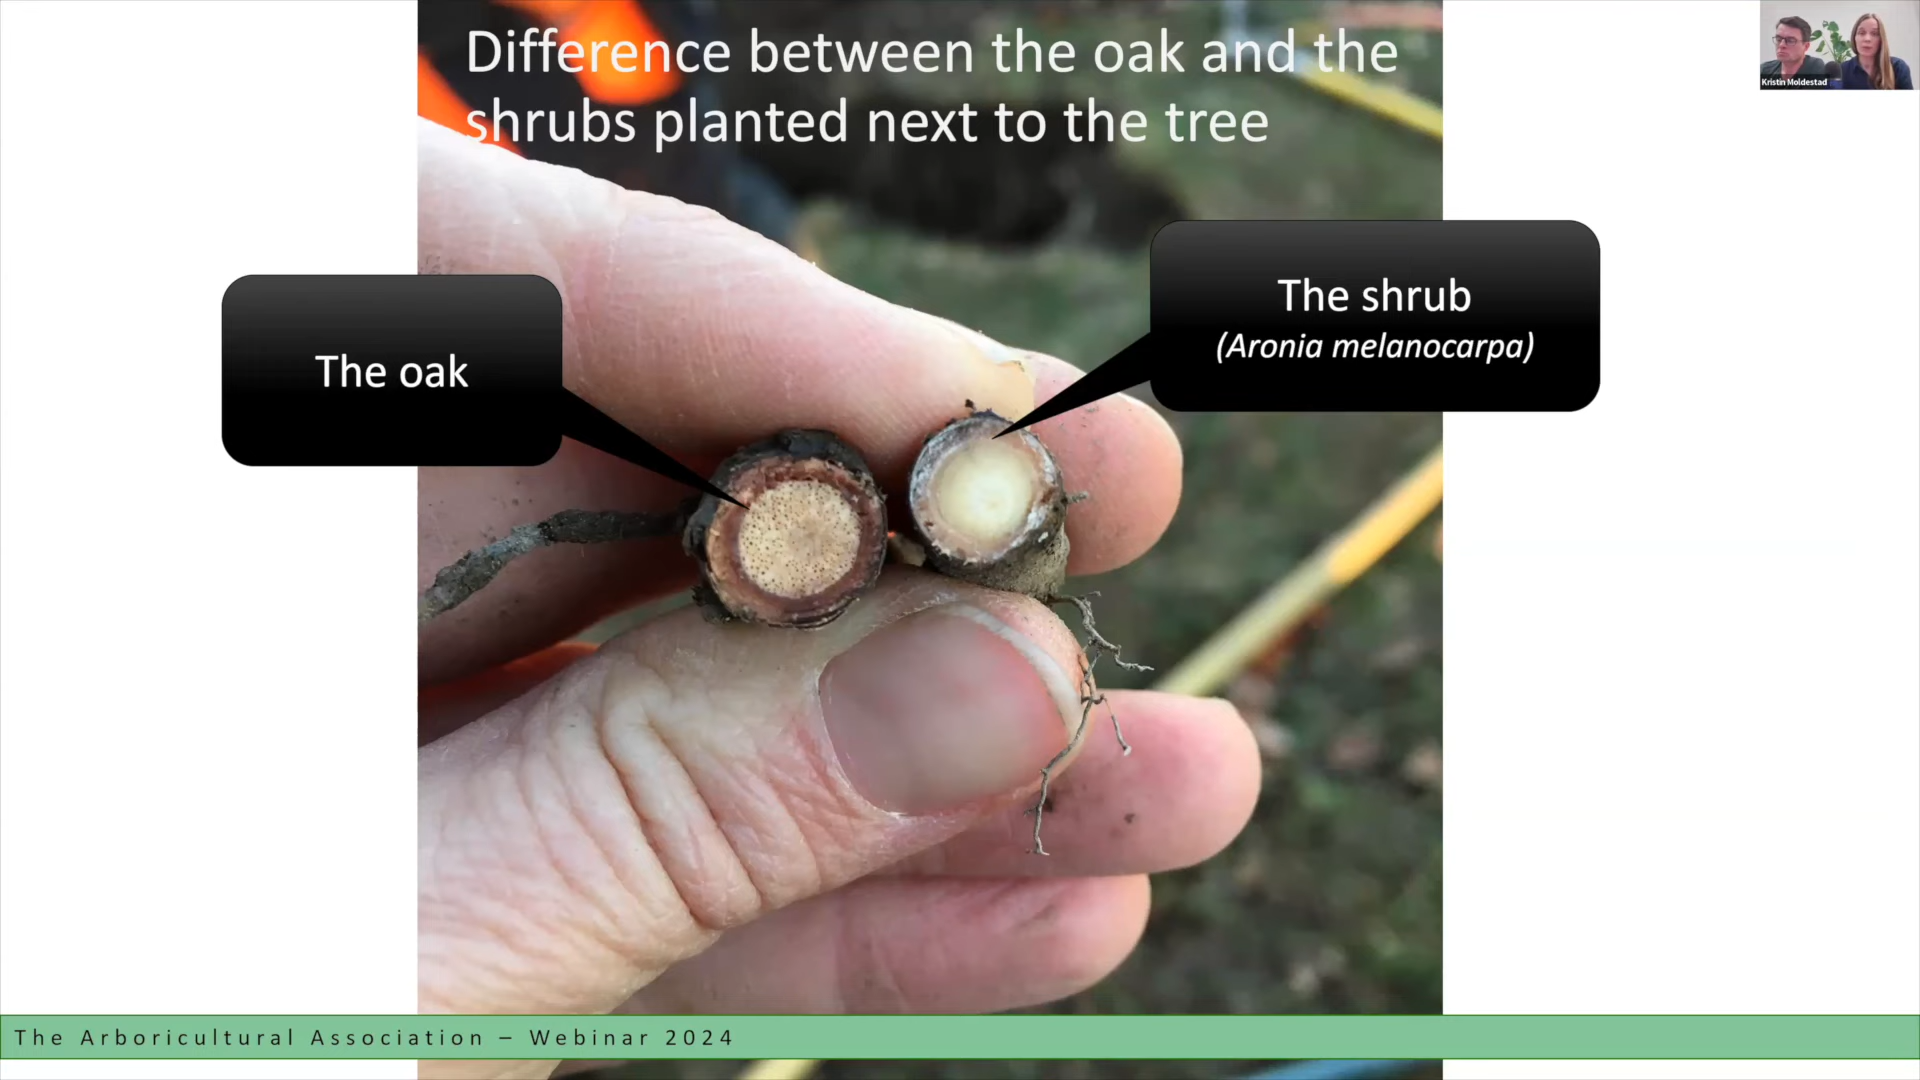 Difference between the oak and the
shrubs planted next to the tree
Kristin Moldestad
The shrub
(Aronia melanocarpa)
The oak
The Arboricultural Association – Webinar 2024